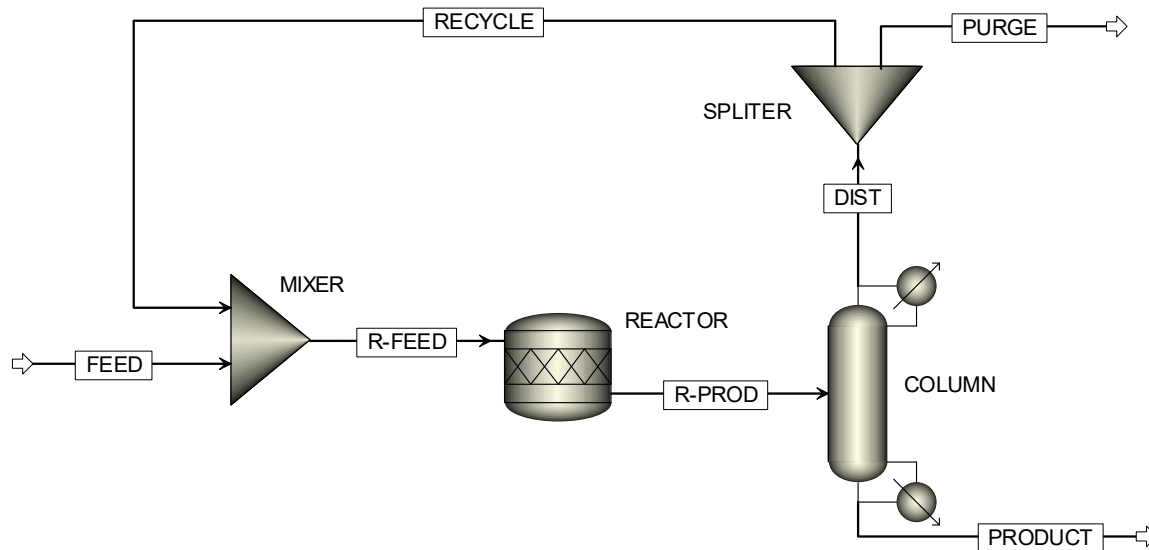 RECYCLE
PURGE
SPLITER
DIST
MIXER
REACTOR
R-FEED
FEED
COLUMN
R-PROD
PRODUCT